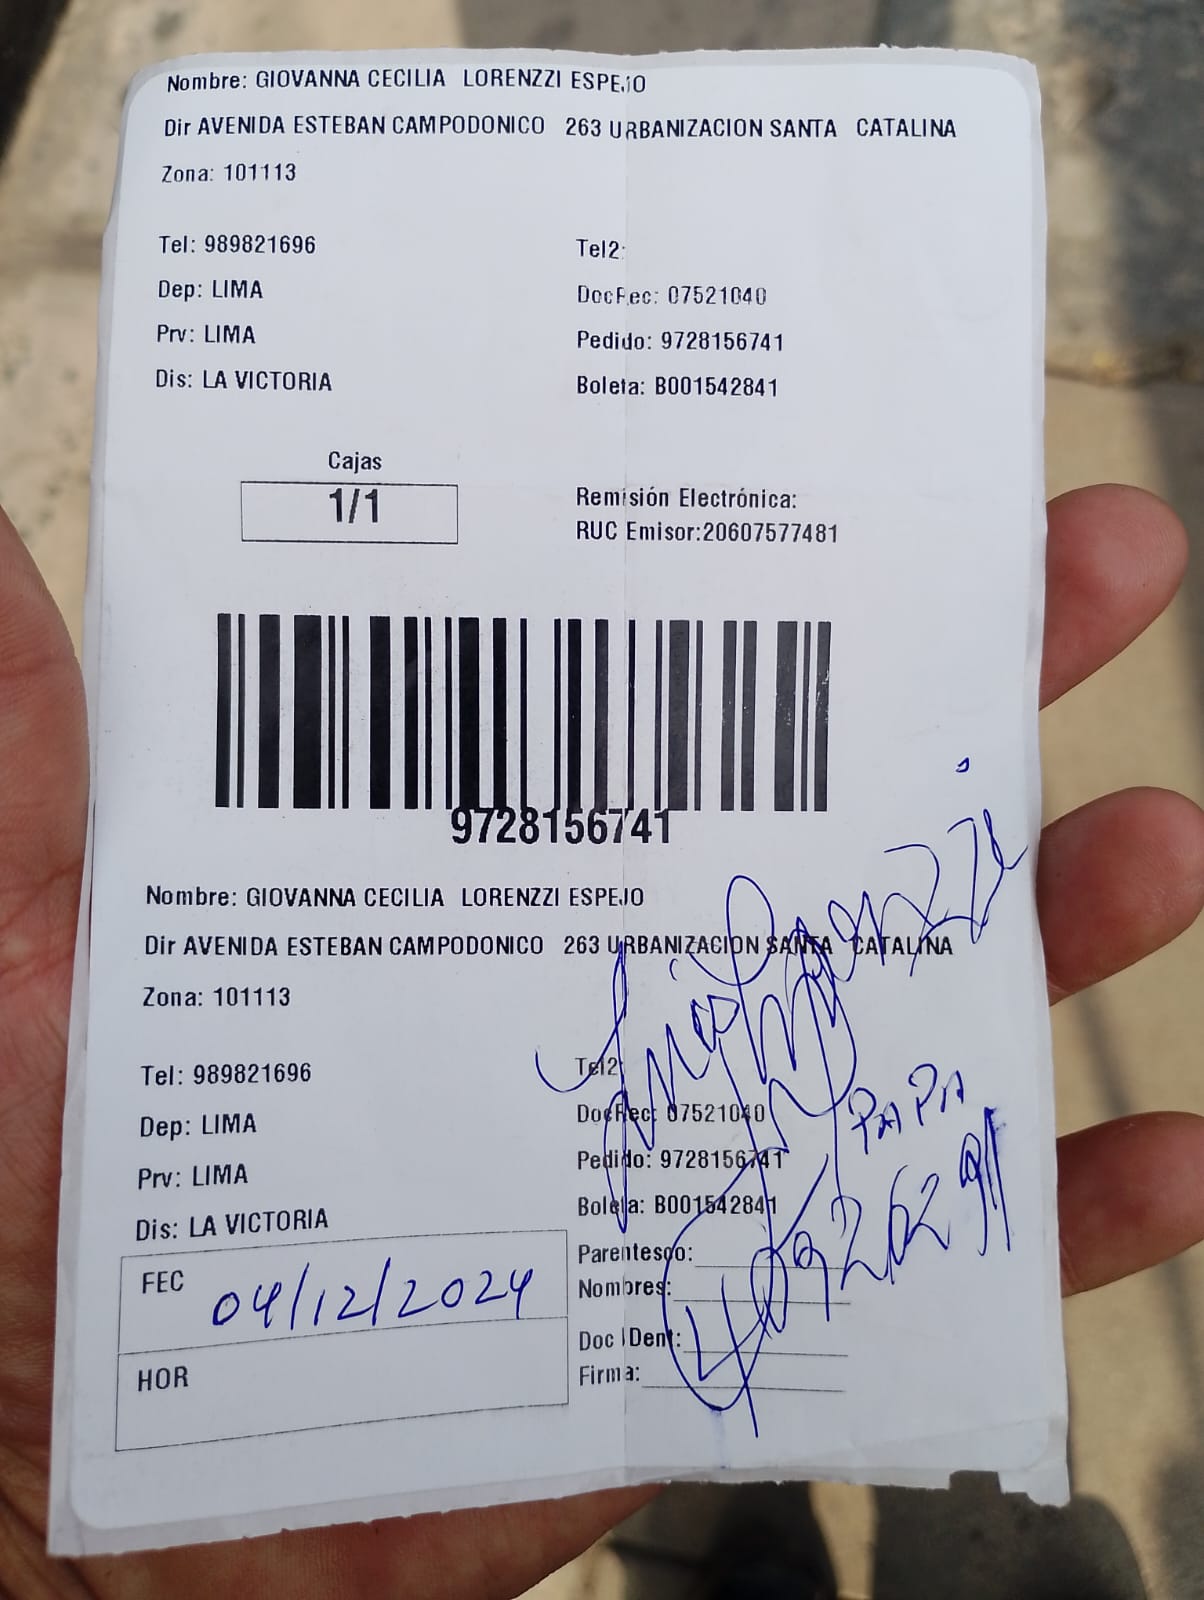 Nombre: GIOVANNA CECILIA LORENZZI ESPEJO
Dir AVENIDA ESTEBAN CAMPODONICO 263 URBANIZACION SANTA CATALINA
Zona: 101113
Tel: 989821696
Tel2:
Dep: LIMA
DocRec: 07521040
Prv: LIMA
Pedido: 9728156741
Dis: LA VICTORIA
Boleta: B001542841
Cajas
1/1
Remisión Electrónica:
RUC Emisor:20607577481
9728156741
Nombre: GIOVANNA CECILIA LORENZZI ESPEJO
Dir AVENIDA ESTEBAN CAMPODONICO 263 URBANIZACION SANTA CATALINA
Zona: 101113
Lorenzzi
Tel: 989821696
Tel2:
Dep: LIMA
DocRec: 07521040
PAPA
Prv: LIMA
Pedido: 9728156741
Dis: LA VICTORIA
Boleta: B001542841
Parentesco:
FEC 04/12/2024
Nombres:
HOR
Doc IDent:
Firma: